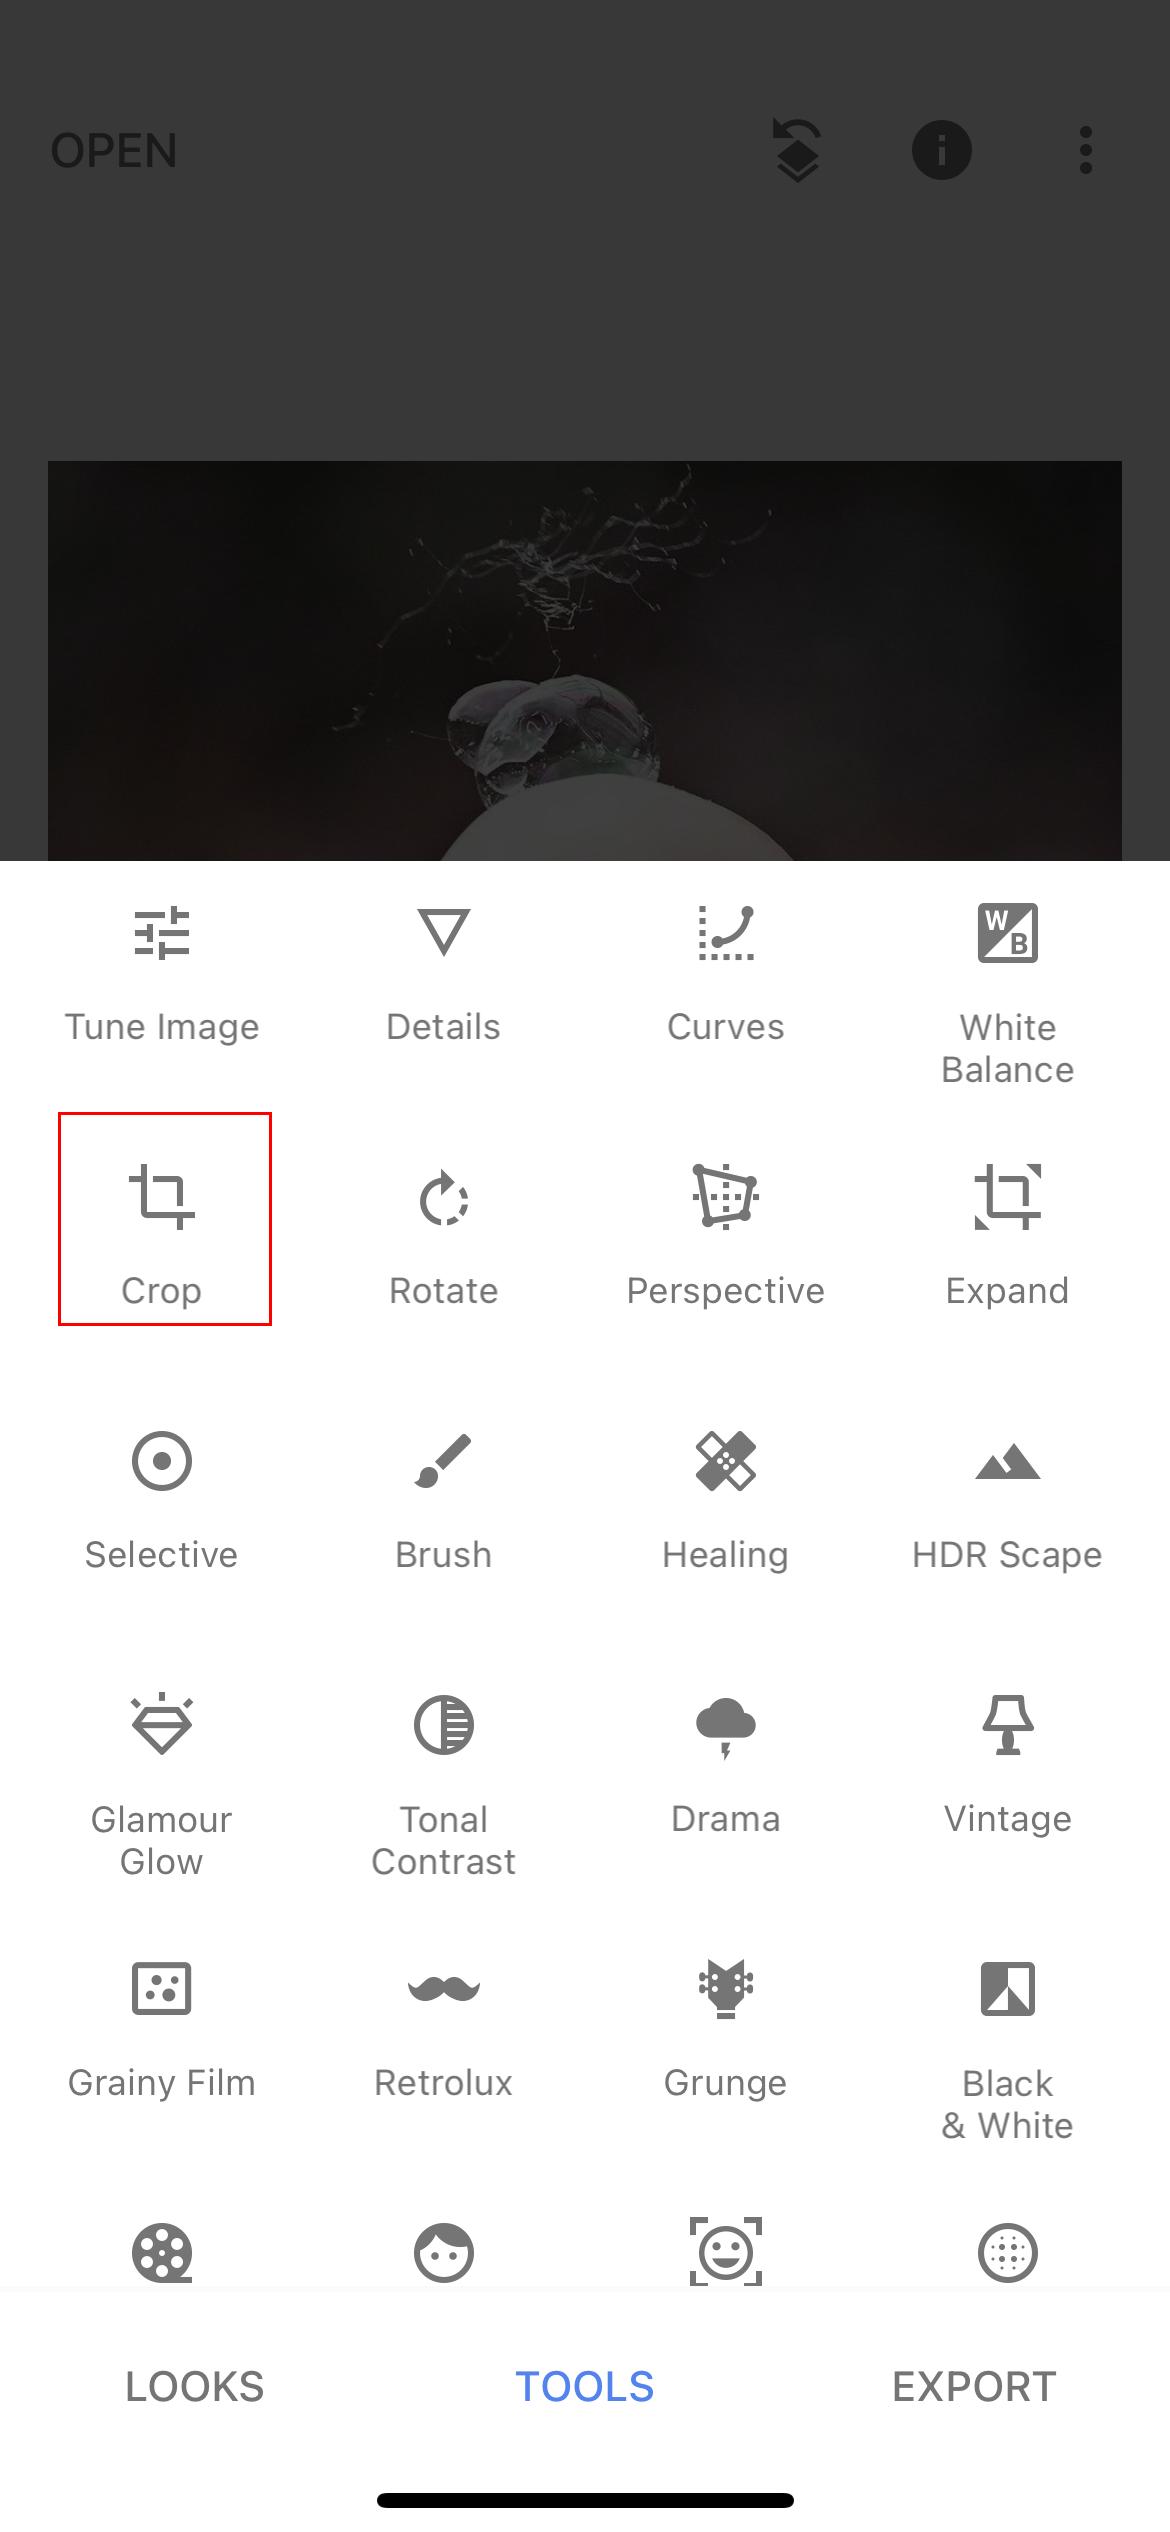 OPEN
Tune Image
Details
Curves
W
B
White
Balance
Crop
Rotate
Perspective
Expand
Selective
Brush
Healing
HDR Scape
Glamour
Glow
Tonal
Contrast
Drama
Vintage
Grainy Film
Retrolux
Grunge
Black
& White
LOOKS
TOOLS
EXPORT